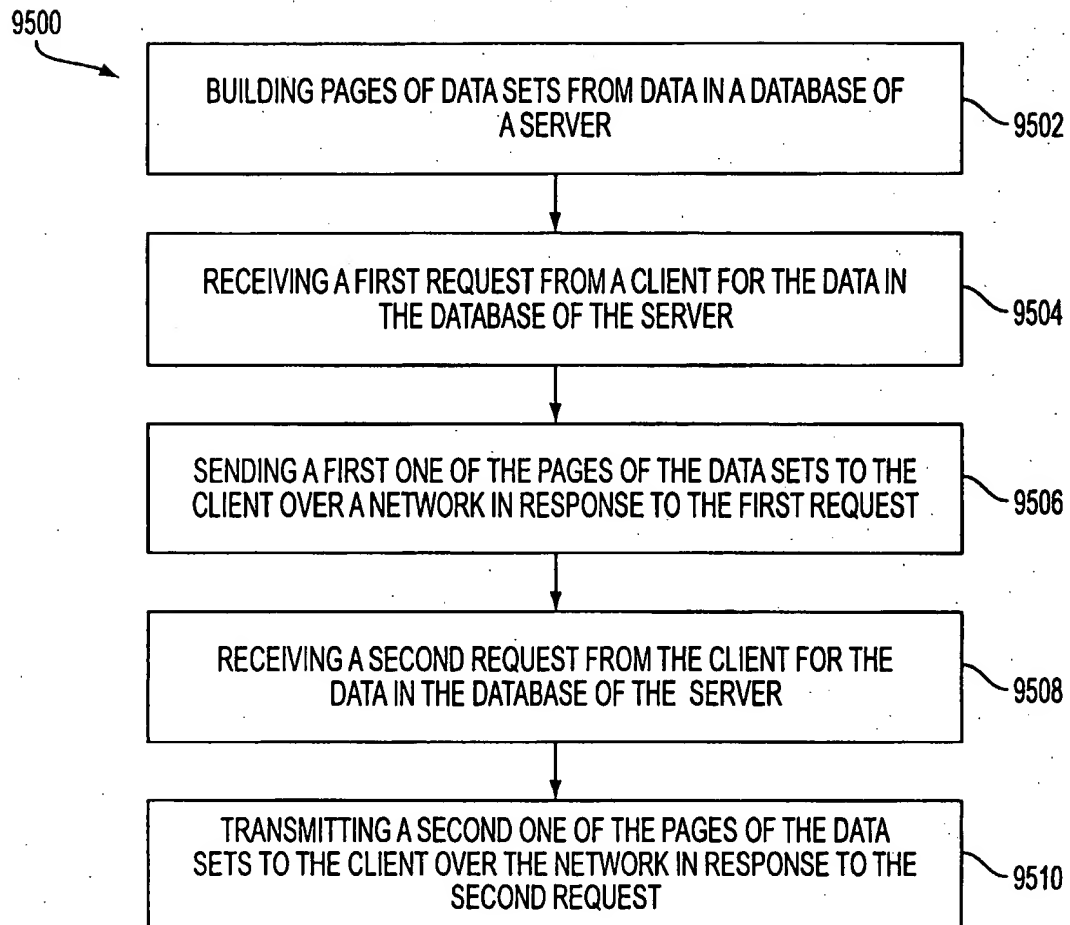 9500
BUILDING PAGES OF DATA SETS FROM DATA IN A DATABASE OF
A SERVER
9502
RECEIVING A FIRST REQUEST FROM A CLIENT FOR THE DATA IN
THE DATABASE OF THE SERVER
9504
SENDING A FIRST ONE OF THE PAGES OF THE DATA SETS TO THE
CLIENT OVER A NETWORK IN RESPONSE TO THE FIRST REQUEST
9506
RECEIVING A SECOND REQUEST FROM THE CLIENT FOR THE
DATA IN THE DATABASE OF THE SERVER
9508
TRANSMITTING A SECOND ONE OF THE PAGES OF THE DATA
SETS TO THE CLIENT OVER THE NETWORK IN RESPONSE TO THE
SECOND REQUEST
9510